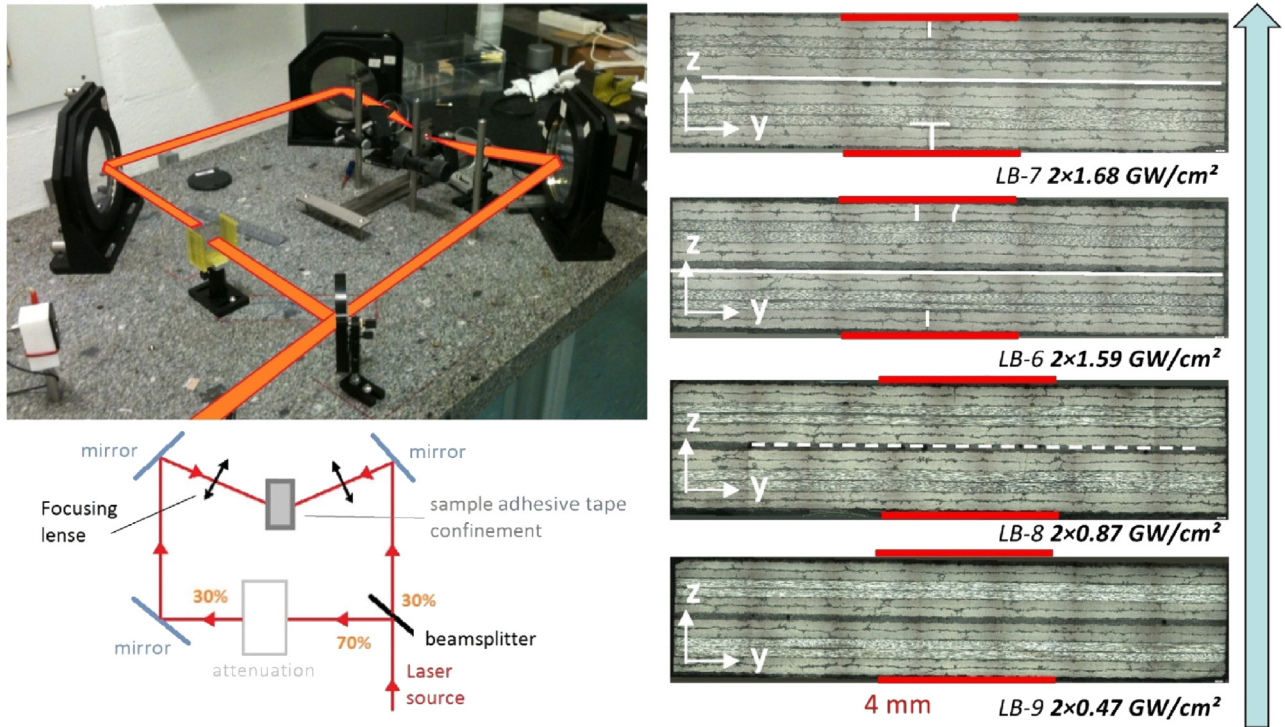 mirror
mirror
Focusing
lense
sample adhesive tape
confinement
30%
30%
70%
beamsplitter
mirror
attenuation
Laser
source
z
y
LB-7 2×1.68 GW/cm²
z
y
LB-6 2×1.59 GW/cm²
z
y
LB-8 2×0.87 GW/cm²
z
y
4 mm
LB-9 2×0.47 GW/cm²